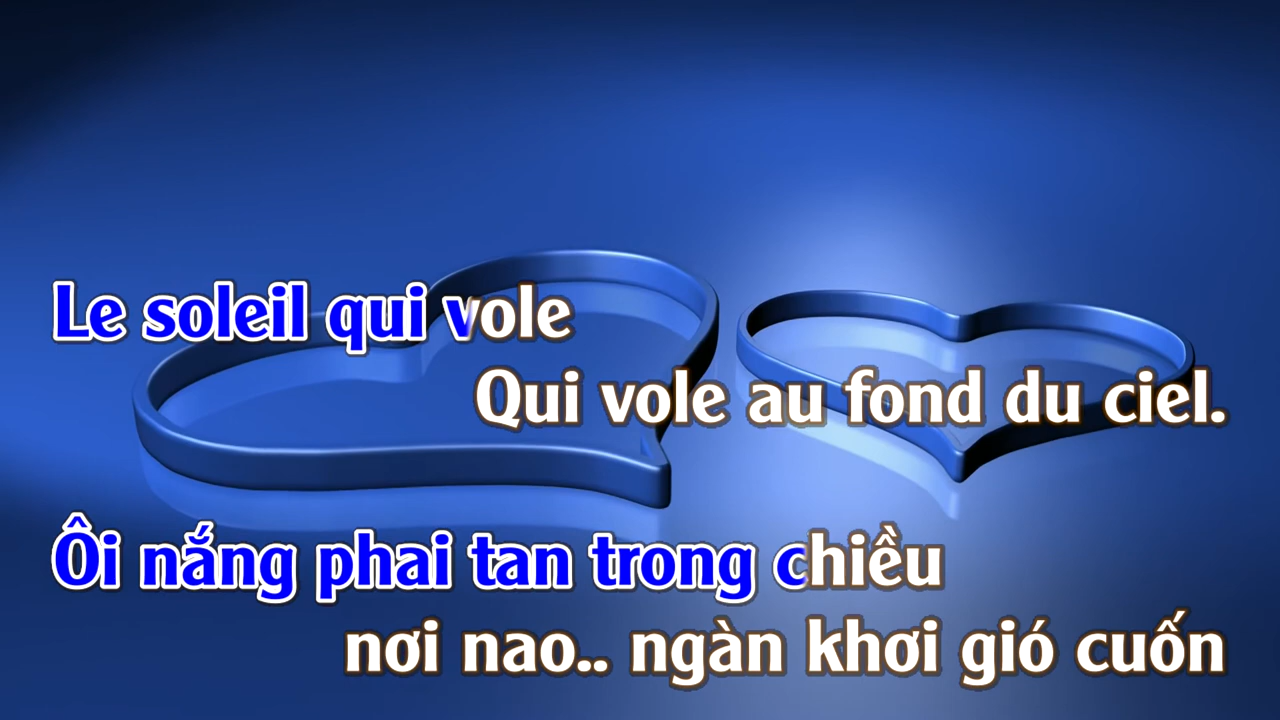 Le soleil qui vole
Qui vole au fond du ciel.
Ôi nắng phai tan trong chiều
nơi nao.. ngàn khơi gió cuốn